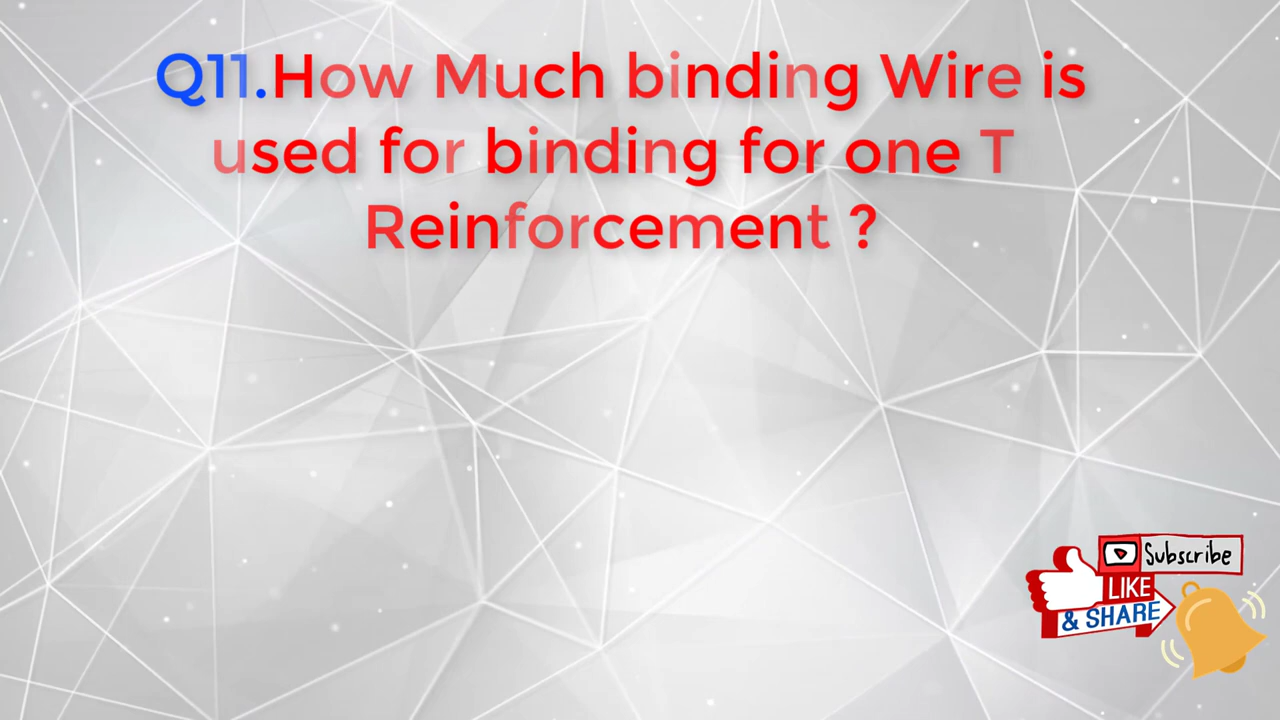 Q11.How Much binding Wire is
used for binding for one T
Reinforcement ?
Subscribe
LIKE
& SHARE